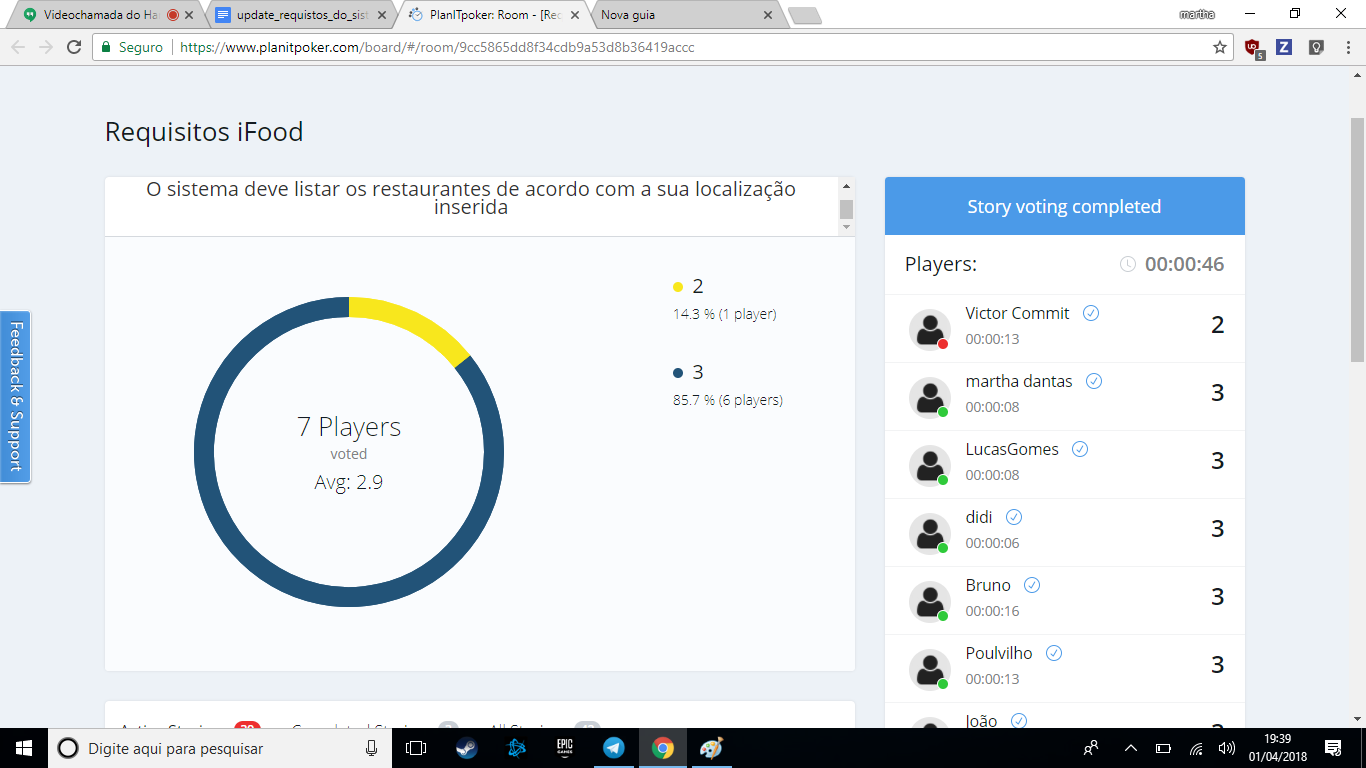 Videochamada do Ha
update_requistos_do_sist
PlanITpoker: Room - [Rec
Nova guia
martha
Seguro
https://www.planitpoker.com/board/#/room/9cc5865dd8f34cdb9a53d8b36419accc
5
Requisitos iFood
O sistema deve listar os restaurantes de acordo com a sua localização
inserida
7 Players
voted
Avg: 2.9
2
14.3 % (1 player)
3
85.7 % (6 players)
Story voting completed
Players:
00:00:46
Victor Commit
2
00:00:13
martha dantas
3
00:00:08
LucasGomes
3
00:00:08
didi
3
00:00:06
Bruno
3
00:00:16
Poulvilho
3
00:00:13
João
Feedback & Support
Digite aqui para pesquisar
EPIC
GAMES
19:39
01/04/2018